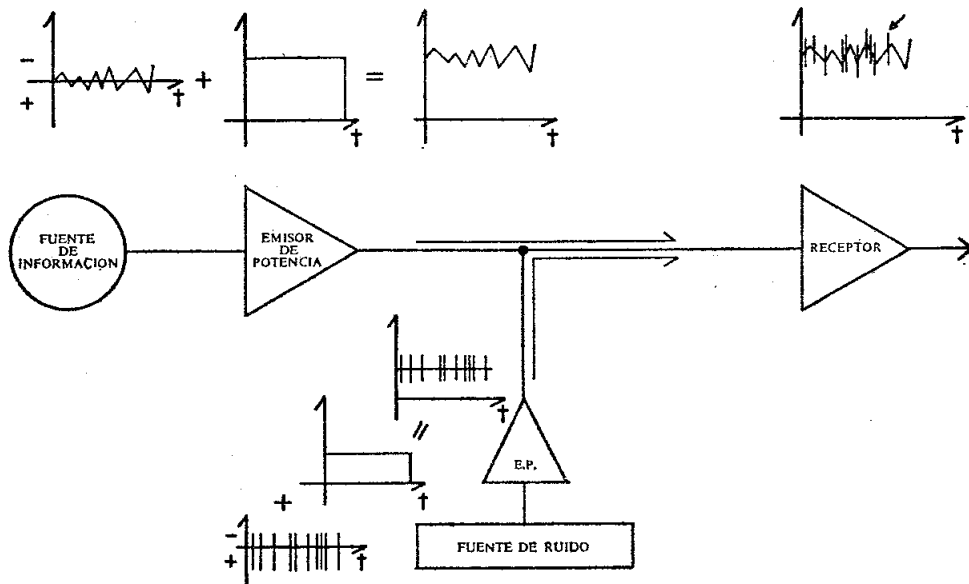 −
+
t
+
t
=
t
t
FUENTE
DE
INFORMACION
EMISOR
DE
POTENCIA
RECEPTOR
t
=
t
+
−
+
t
E.P.
FUENTE DE RUIDO